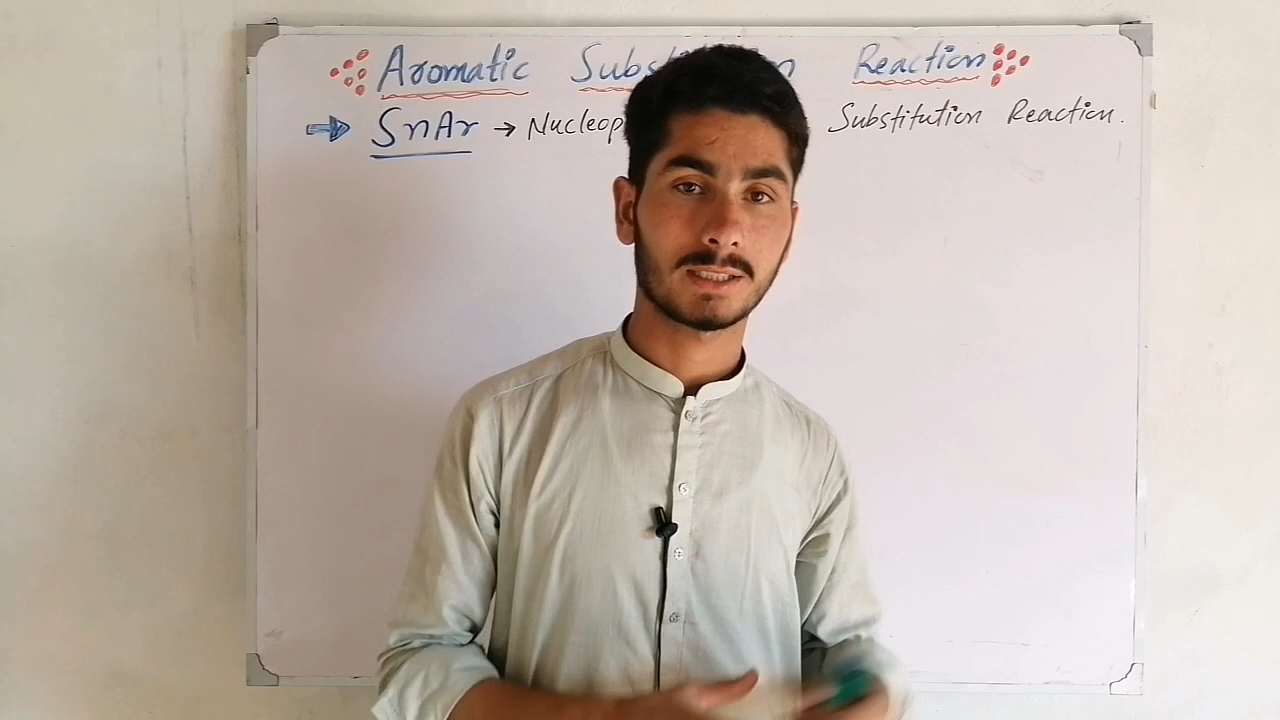 Aromatic Subs n Reaction
SnAr → Nucleop Substitution Reaction.